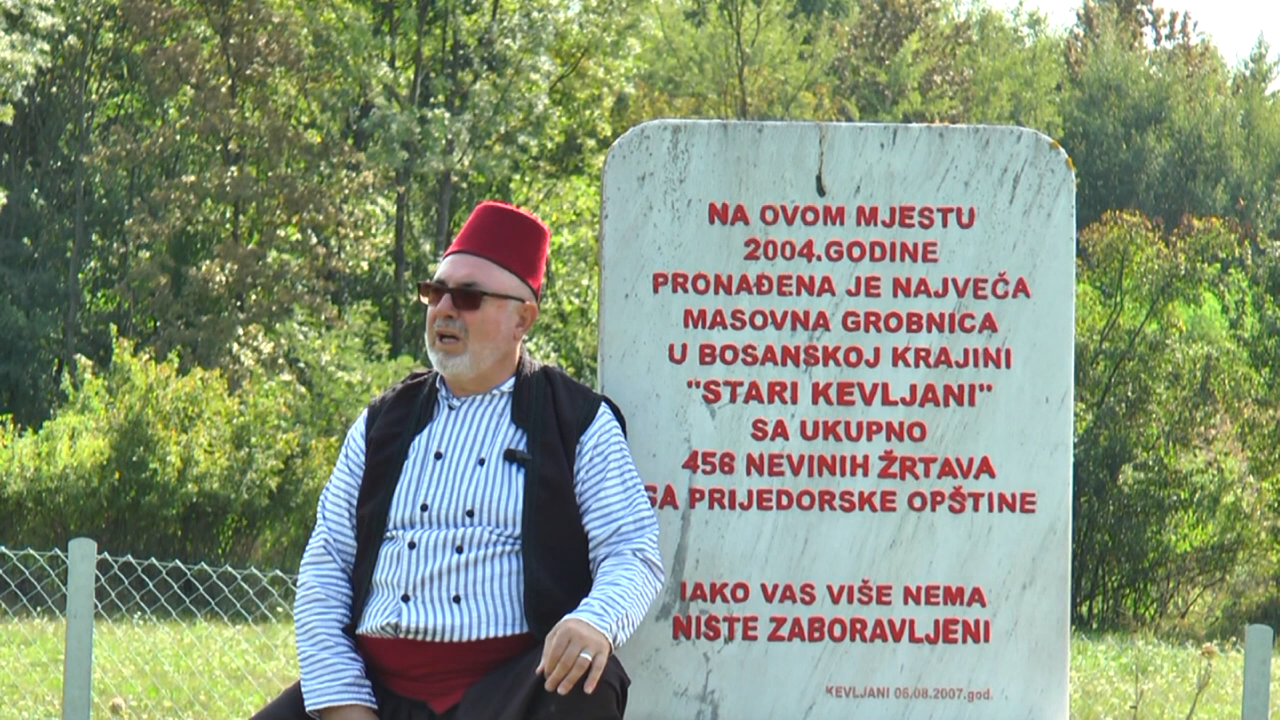 NA OVOM MJESTU
2004.GODINE
PRONAĐENA JE NAJVEČA
MASOVNA GROBNICA
U BOSANSKOJ KRAJINI
"STARI KEVLJANI"
SA UKUPNO
456 NEVINIH ŽRTAVA
SA PRIJEDORSKE OPŠTINE
IAKO VAS VIŠE NEMA
NISTE ZABORAVLJENI
KEVLJANI 06.08.2007.god.